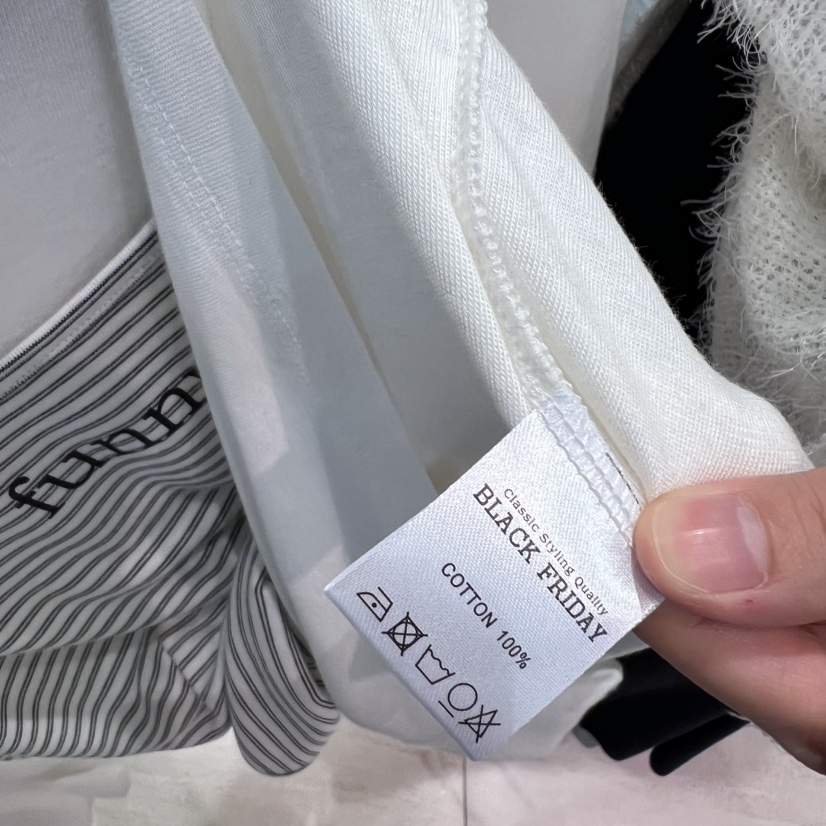 Classic Styling Quality
BLACK FRIDAY
COTTON 100%